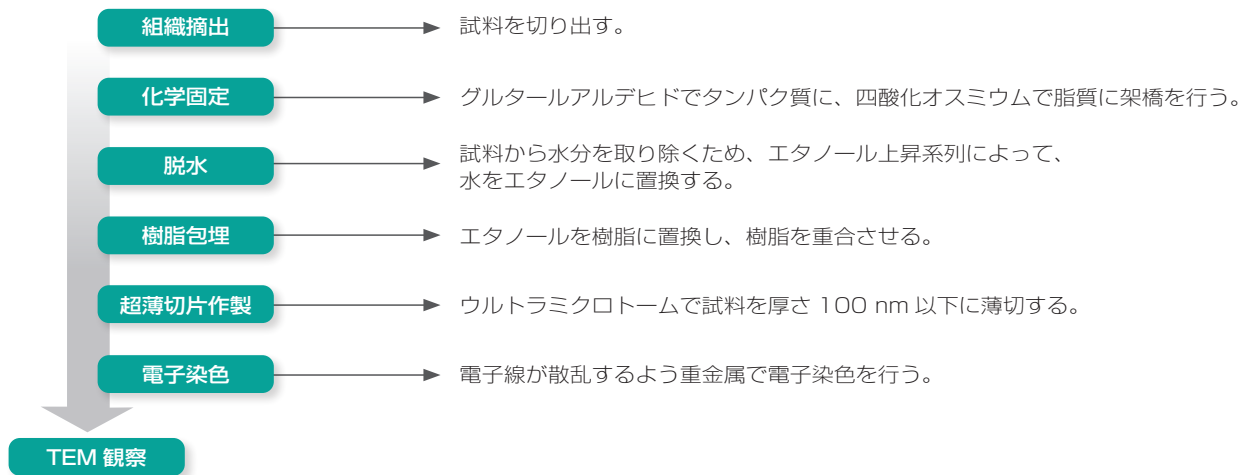 組織摘出
試料を切り出す。
化学固定
グルタールアルデヒドでタンパク質に、四酸化オスミウムで脂質に架橋を行う。
脱水
試料から水分を取り除くため、エタノール上昇系列によって、
水をエタノールに置換する。
樹脂包埋
エタノールを樹脂に置換し、樹脂を重合させる。
超薄切片作製
ウルトラミクロトームで試料を厚さ 100 nm 以下に薄切する。
電子染色
電子線が散乱するよう重金属で電子染色を行う。
TEM 観察